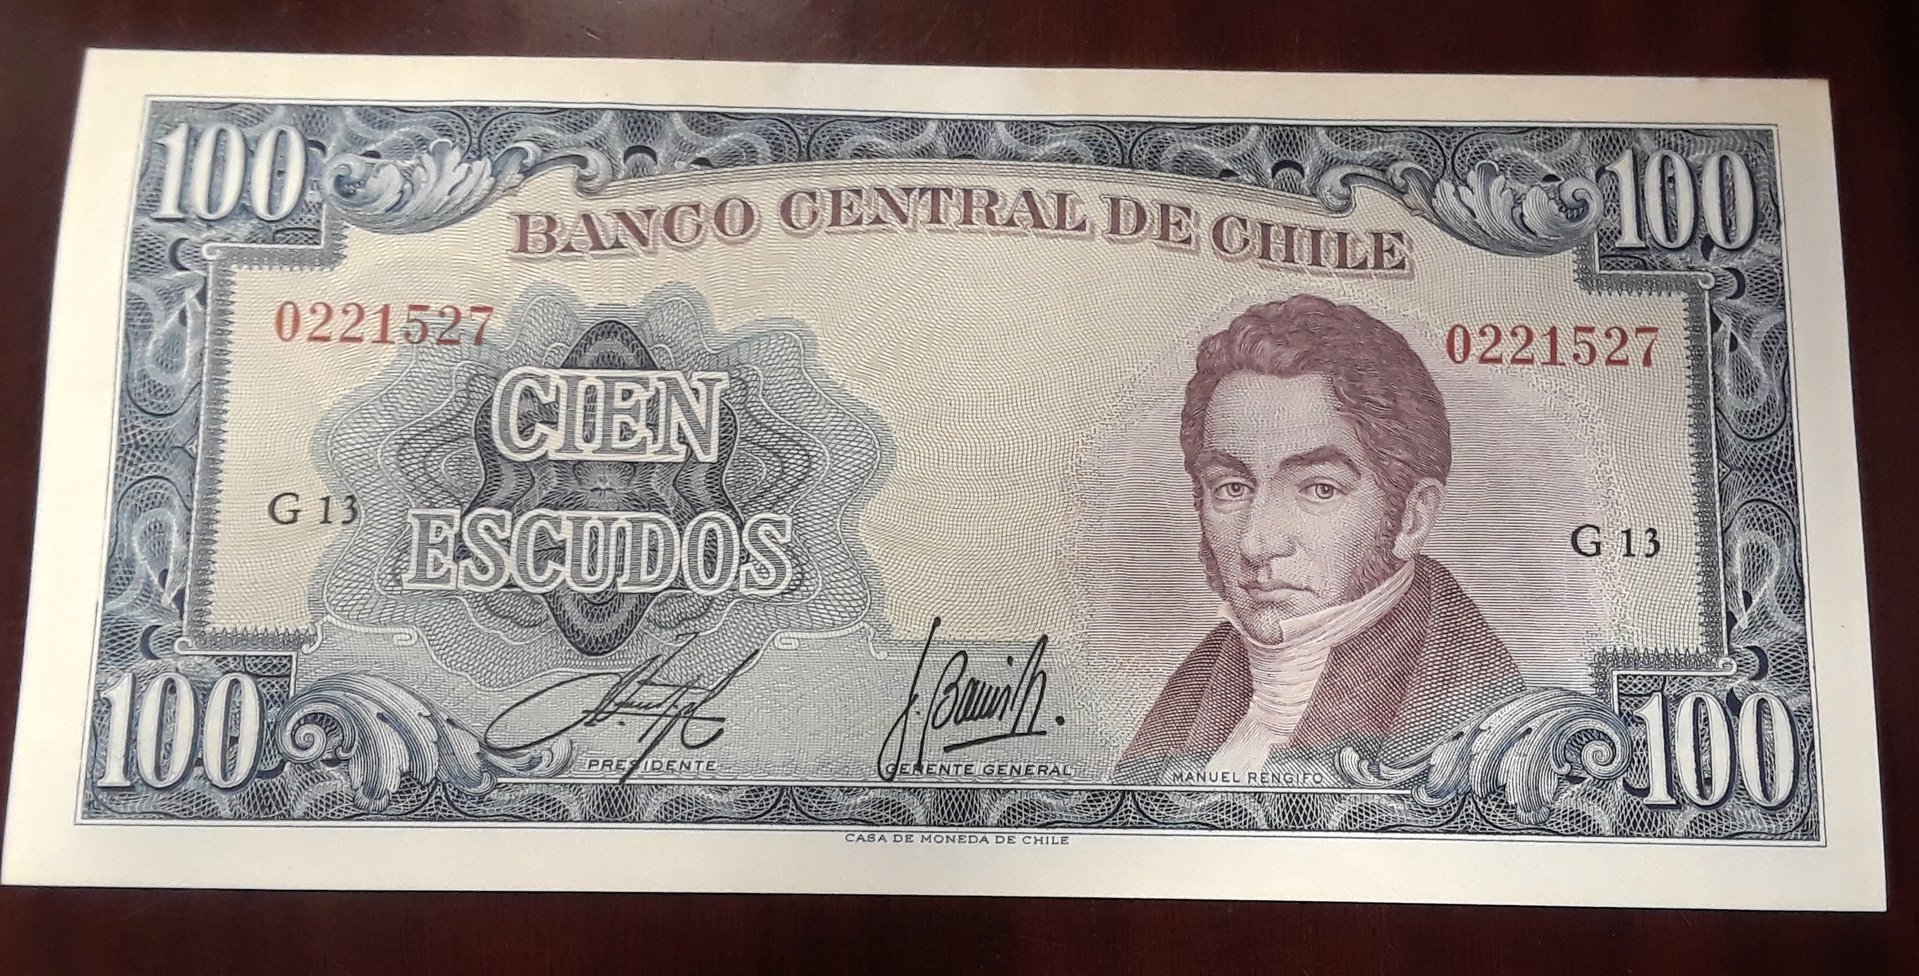 100 100
BANCO CENTRAL DE CHILE
0221527 0221527
CIEN
ESCUDOS
G 13 G 13
PRESIDENTE GERENTE GENERAL MANUEL RENGIFO
100 100
CASA DE MONEDA DE CHILE